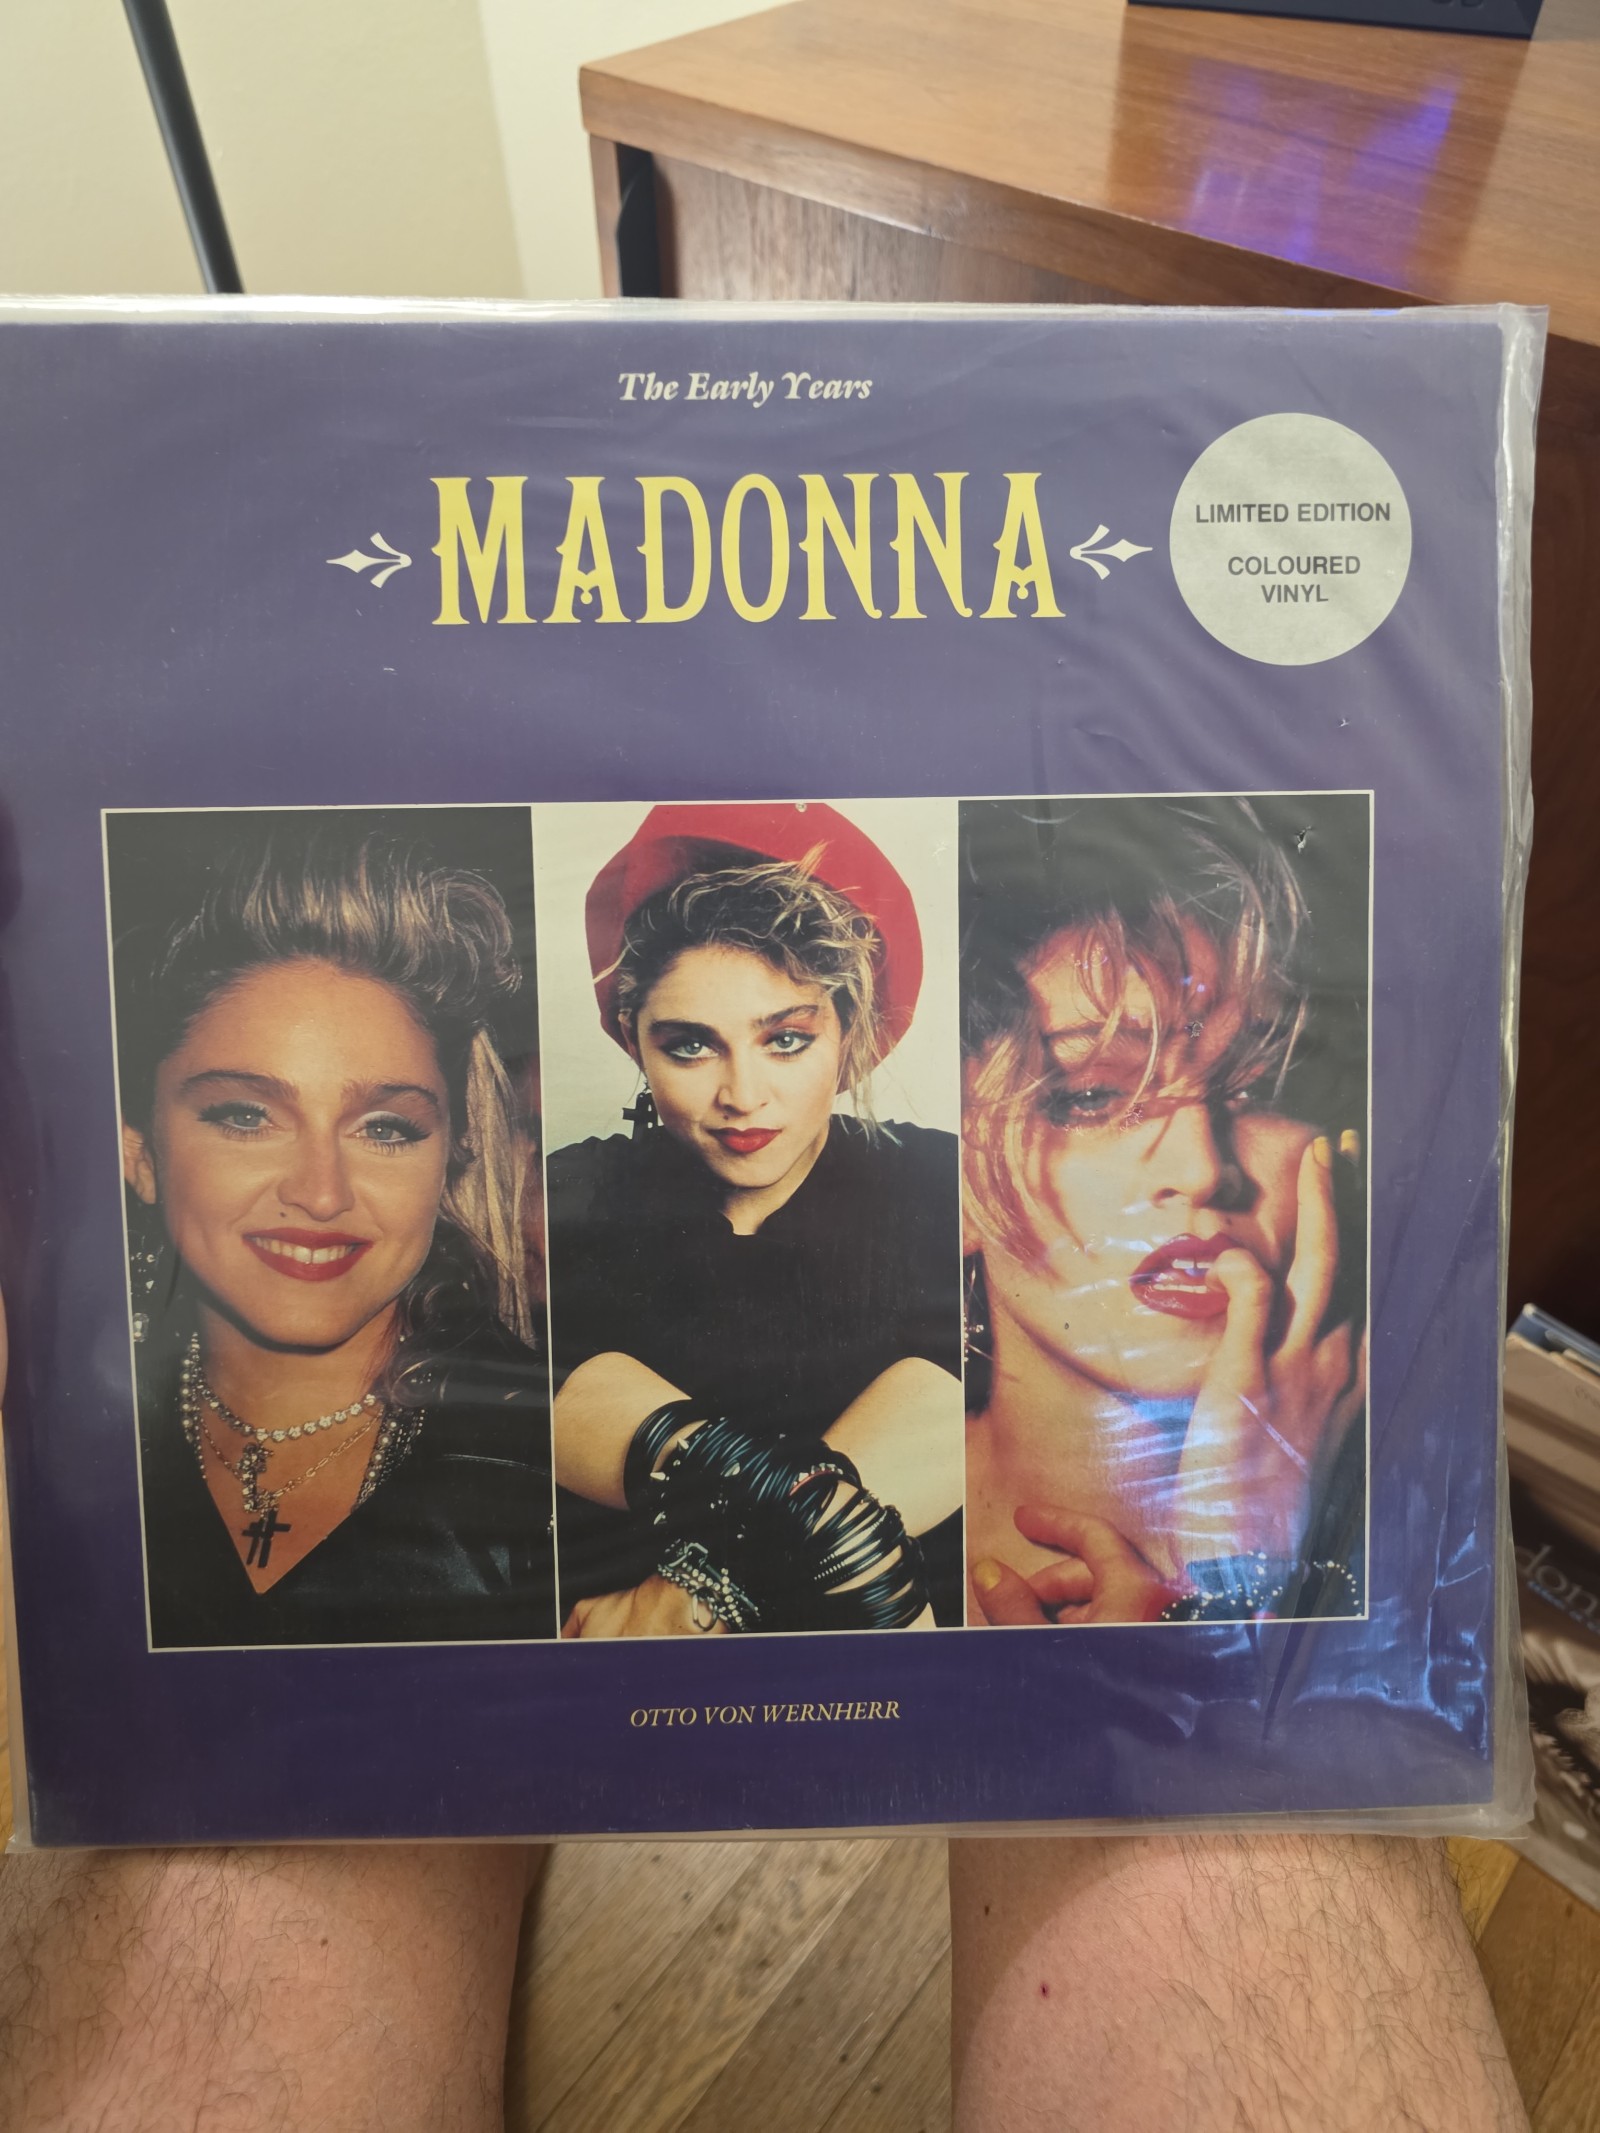 The Early Years
MADONNA
LIMITED EDITION
COLOURED
VINYL
OTTO VON WERNHERR